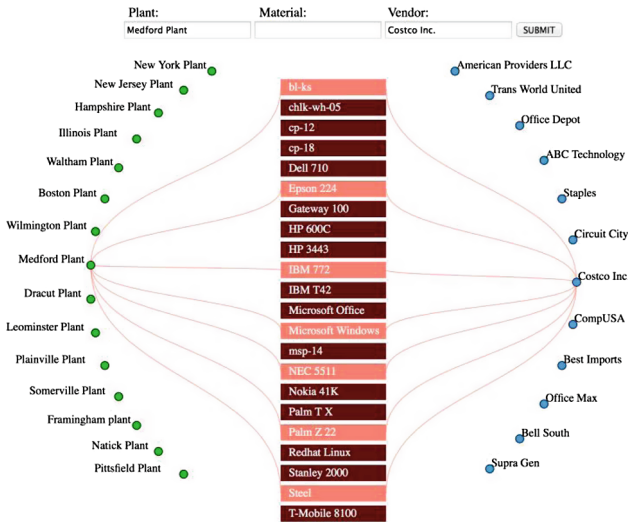 Plant: Material: Vendor:
Medford Plant Costco Inc. SUBMIT
New York Plant
New Jersey Plant
Hampshire Plant
Illinois Plant
Waltham Plant
Boston Plant
Wilmington Plant
Medford Plant
Dracut Plant
Leominster Plant
Plainville Plant
Somerville Plant
Framingham plant
Natick Plant
Pittsfield Plant
bl-ks
chlk-wh-05
cp-12
cp-18
Dell 710
Epson 224
Gateway 100
HP 600C
HP 3443
IBM 772
IBM T42
Microsoft Office
Microsoft Windows
msp-14
NEC 5511
Nokia 41K
Palm T X
Palm Z 22
Redhat Linux
Stanley 2000
Steel
T-Mobile 8100
American Providers LLC
Trans World United
Office Depot
ABC Technology
Staples
Circuit City
Costco Inc
CompUSA
Best Imports
Office Max
Bell South
Supra Gen